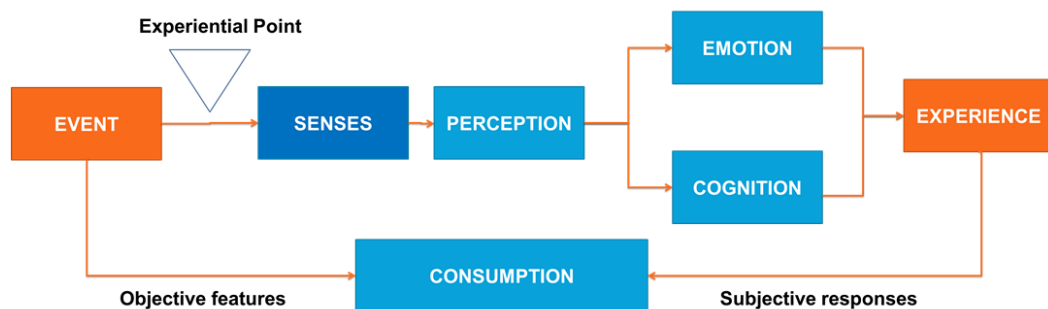 Experiential Point
EMOTION
EVENT
SENSES
PERCEPTION
EXPERIENCE
COGNITION
CONSUMPTION
Objective features
Subjective responses